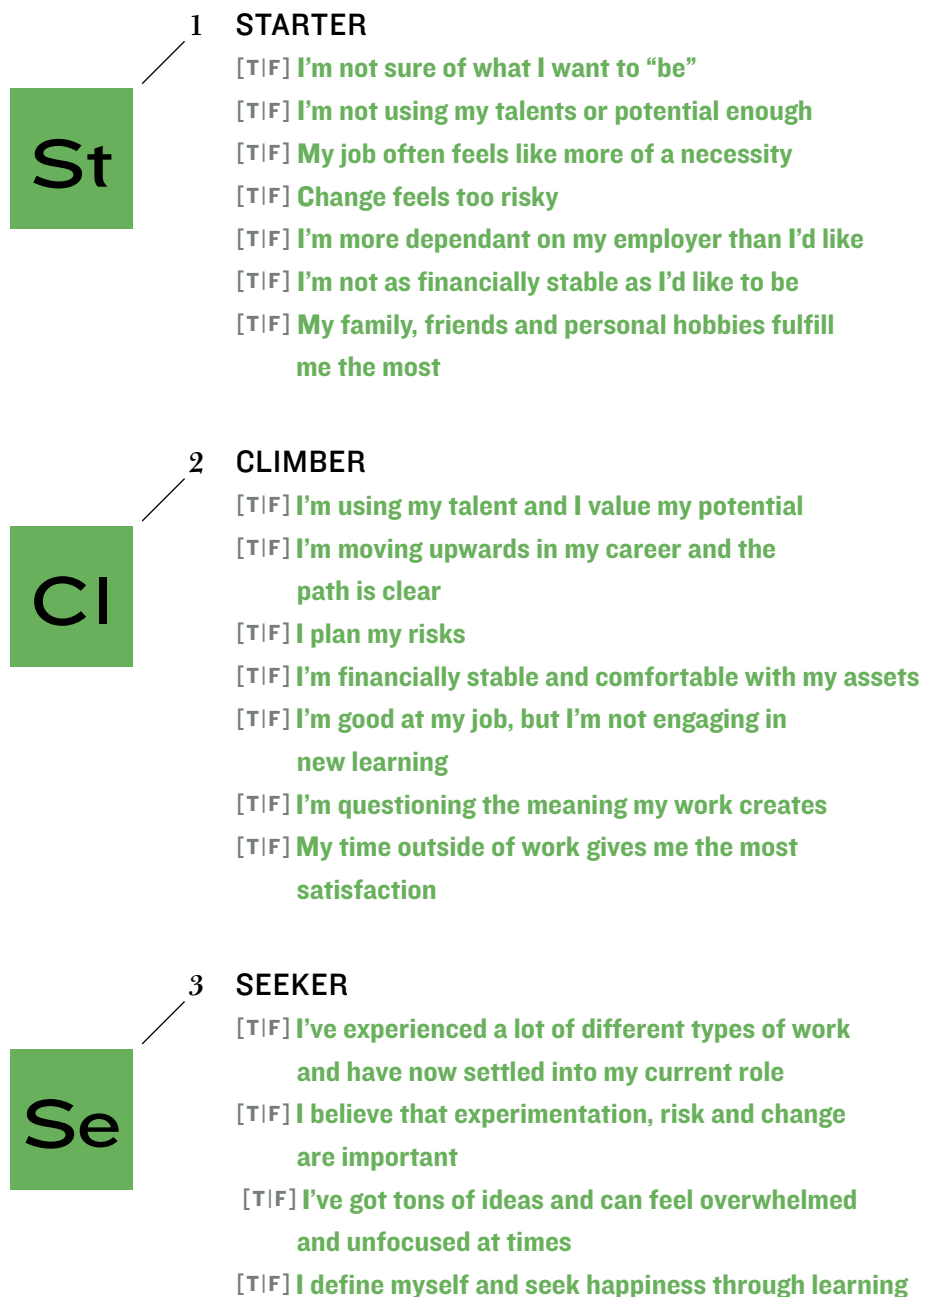 1 STARTER
[T|F] I’m not sure of what I want to “be”
[T|F] I’m not using my talents or potential enough
St
[T|F] My job often feels like more of a necessity
[T|F] Change feels too risky
[T|F] I’m more dependant on my employer than I’d like
[T|F] I’m not as financially stable as I’d like to be
[T|F] My family, friends and personal hobbies fulfill
me the most
2 CLIMBER
[T|F] I’m using my talent and I value my potential
[T|F] I’m moving upwards in my career and the
path is clear
Cl
[T|F] I plan my risks
[T|F] I’m financially stable and comfortable with my assets
[T|F] I’m good at my job, but I’m not engaging in
new learning
[T|F] I’m questioning the meaning my work creates
[T|F] My time outside of work gives me the most
satisfaction
3 SEEKER
[T|F] I’ve experienced a lot of different types of work
and have now settled into my current role
Se
[T|F] I believe that experimentation, risk and change
are important
[T|F] I’ve got tons of ideas and can feel overwhelmed
and unfocused at times
[T|F] I define myself and seek happiness through learning